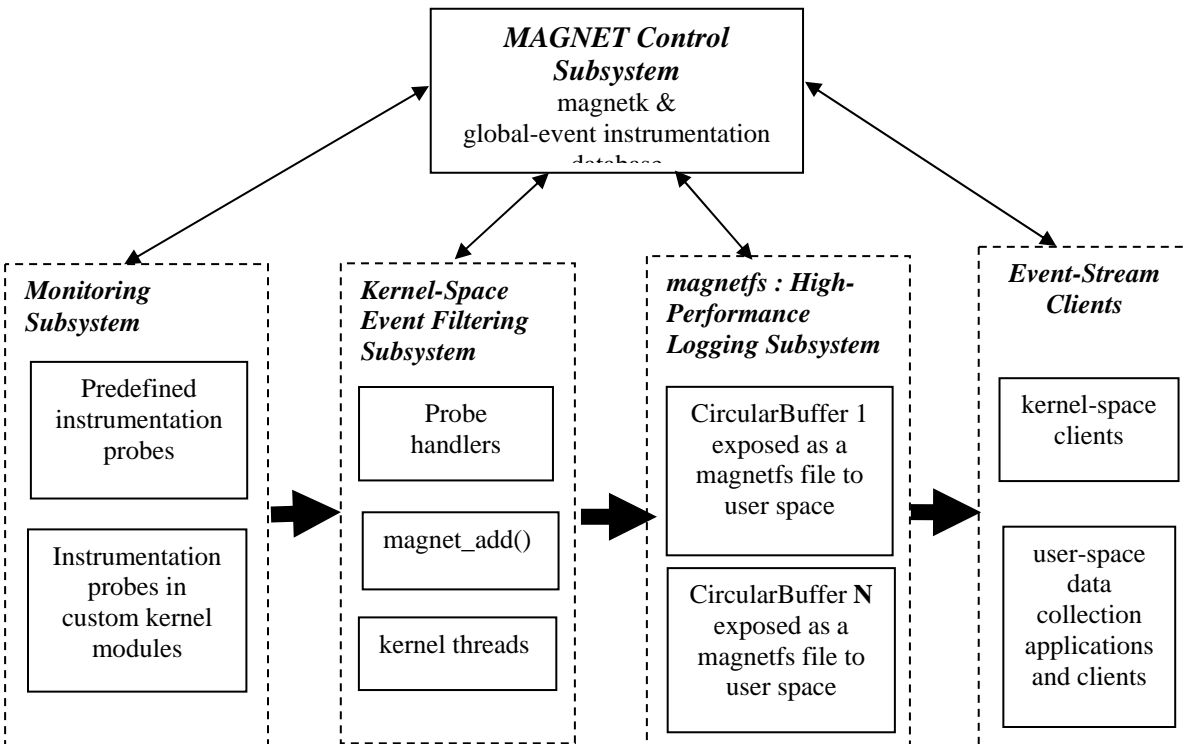 MAGNET Control
Subsystem
magnetk &
global-event instrumentation
database
Monitoring
Subsystem
Predefined
instrumentation
probes
Instrumentation
probes in
custom kernel
modules
Kernel-Space
Event Filtering
Subsystem
Probe
handlers
magnet_add()
kernel threads
magnetfs : High-
Performance
Logging Subsystem
CircularBuffer 1
exposed as a
magnetfs file to
user space
CircularBuffer N
exposed as a
magnetfs file to
user space
Event-Stream
Clients
kernel-space
clients
user-space
data
collection
applications
and clients